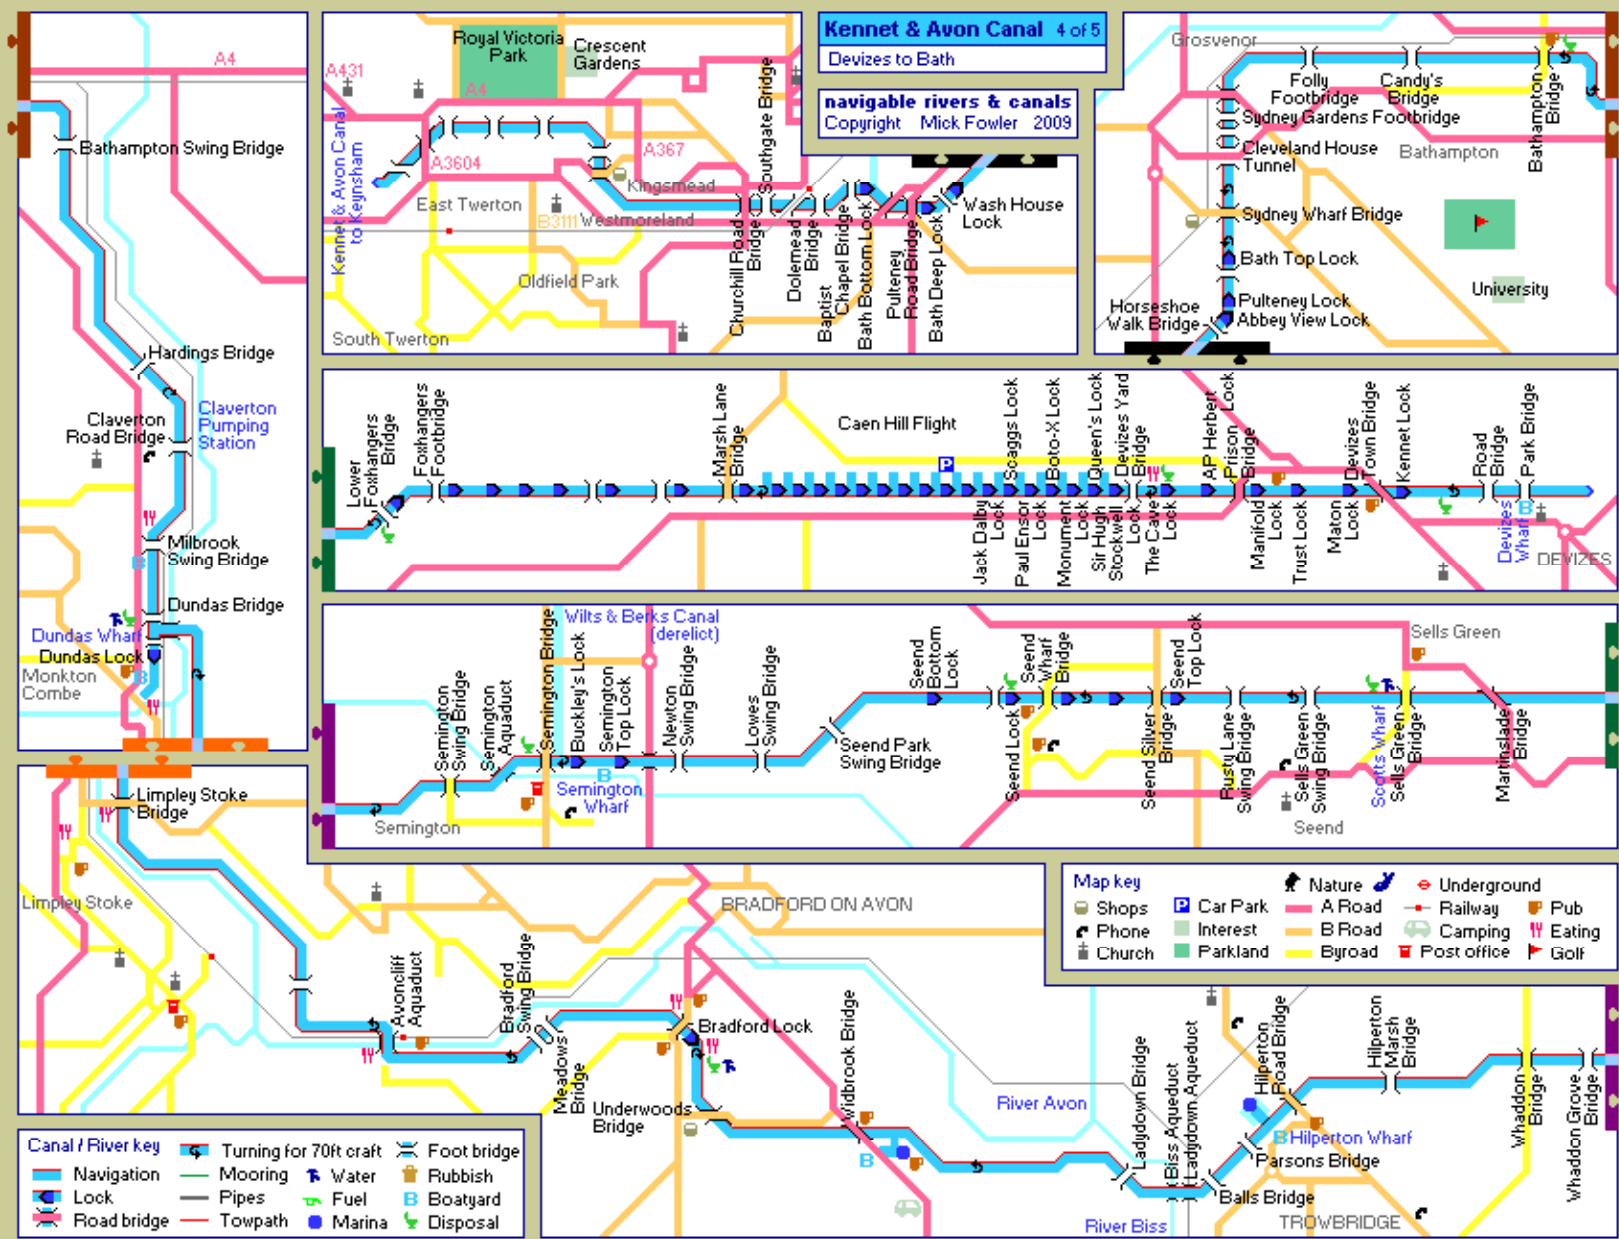 Kennet & Avon Canal 4 of 5
Devizes to Bath
navigable rivers & canals
Copyright Mick Fowler 2009
A4
Bathampton Swing Bridge
Hardings Bridge
Claverton
Road Bridge
Claverton
Pumping
Station
Milbrook
Swing Bridge
Dundas Bridge
Dundas Wharf
Dundas Lock
Monkton
Combe
Royal Victoria
Park
Crescent
Gardens
A431
A4
Kennet & Avon Canal
to Keynsham
A3604
A367
Kingsmead
East Twerton
B3111
Westmoreland
Oldfield Park
South Twerton
Churchill Road
Bridge
Southgate Bridge
Dolemead
Bridge
Baptist
Chapel Bridge
Bath Bottom Lock
Pulteney
Road Bridge
Bath Deep Lock
Wash House
Lock
Grosvenor
Folly
Footbridge
Candy's
Bridge
Bathampton
Bridge
Sydney Gardens Footbridge
Cleveland House
Tunnel
Bathampton
Sydney Wharf Bridge
Bath Top Lock
University
Horseshoe
Walk Bridge
Pulteney Lock
Abbey View Lock
Lower
Foxhangers
Bridge
Foxhangers
Footbridge
Marsh Lane
Bridge
Caen Hill Flight
P
Jack Dalby
Lock
Scaggs Lock
Paul Ensor
Lock
Boto-X Lock
Monument
Lock
Queen's Lock
Sir Hugh
Stockwell
Lock
Devizes Yard
Bridge
The Cave
Lock
AP Herbert
Lock
Prison
Bridge
Manifold
Lock
Trust Lock
Maton
Lock
Devizes
Town Bridge
Kennet Lock
Road
Bridge
Park Bridge
Devizes
Wharf
B
DEVIZES
Wilts & Berks Canal
(derelict)
Semington
Swing Bridge
Semington
Aquaduct
Semington Bridge
Buckley's Lock
Semington
Top Lock
B
Semington
Wharf
Semington
Newton
Swing Bridge
Lowes
Swing Bridge
Seend Park
Swing Bridge
Seend
Bottom
Lock
Seend Lock
Seend
Wharf
Bridge
Seend Silver
Bridge
Seend
Top Lock
Rusty Lane
Swing Bridge
Sells Green
Swing Bridge
Scotts Wharf
Sells Green
Bridge
Sells Green
Martinslade
Bridge
Seend
Limpley Stoke
Bridge
Limpley Stoke
Avoncliff
Aquaduct
Bradford
Swing Bridge
Meadows
Bridge
BRADFORD ON AVON
Bradford Lock
Underwoods
Bridge
Widbrook Bridge
B
River Avon
Ladydown Bridge
Biss Aqueduct
Ladydown Aqueduct
River Biss
Balls Bridge
Parsons Bridge
B Hilperton Wharf
Hilperton
Road Bridge
Hilperton
Marsh
Bridge
Whaddon
Bridge
Whaddon Grove
Bridge
TROWBRIDGE
Map key
Nature
Underground
Shops
Car Park
A Road
Railway
Pub
Phone
Interest
B Road
Camping
Eating
Church
Parkland
Byroad
Post office
Golf
Canal / River key
Turning for 70ft craft
Foot bridge
Navigation
Mooring
Water
Rubbish
Lock
Pipes
Fuel
B Boatyard
Road bridge
Towpath
Marina
Disposal